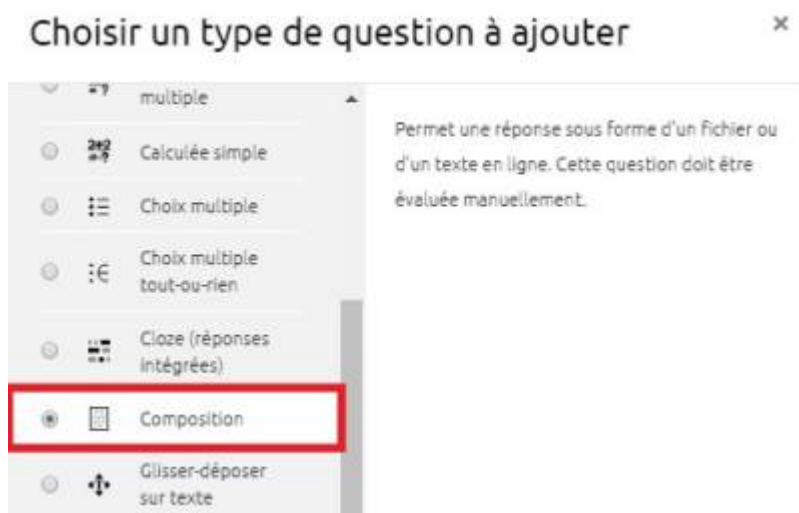 Choisir un type de question à ajouter
×
multiple
2+2
=?
Calculée simple
Choix multiple
Choix multiple
tout-ou-rien
Cloze (réponses
intégrées)
Composition
Glisser-déposer
sur texte
Permet une réponse sous forme d'un fichier ou
d'un texte en ligne. Cette question doit être
évaluée manuellement.